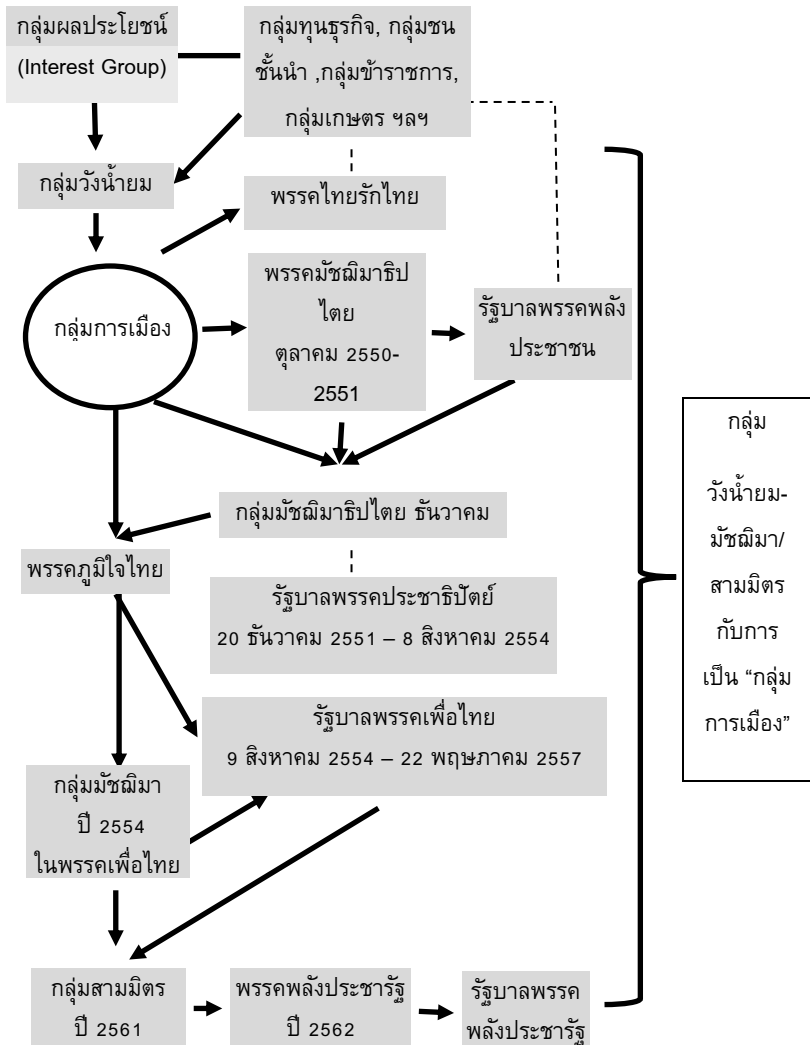 กลุ่มผลประโยชน์
(Interest Group)
กลุ่มทุนธุรกิจ, กลุ่มชน
ชั้นนำ ,กลุ่มข้าราชการ,
กลุ่มเกษตร ฯลฯ
กลุ่มวังน้ำยม
พรรคไทยรักไทย
กลุ่มการเมือง
พรรคมัชฌิมาธิป
ไตย
ตุลาคม 2550-
2551
รัฐบาลพรรคพลัง
ประชาชน
กลุ่มมัชฌิมาธิปไตย ธันวาคม
พรรคภูมิใจไทย
รัฐบาลพรรคประชาธิปัตย์
20 ธันวาคม 2551 – 8 สิงหาคม 2554
รัฐบาลพรรคเพื่อไทย
9 สิงหาคม 2554 – 22 พฤษภาคม 2557
กลุ่มมัชฌิมา
ปี 2554
ในพรรคเพื่อไทย
กลุ่มสามมิตร
ปี 2561
พรรคพลังประชารัฐ
ปี 2562
รัฐบาลพรรค
พลังประชารัฐ
กลุ่ม
วังน้ำยม-
มัชฌิมา/
สามมิตร
กับการ
เป็น “กลุ่ม
การเมือง”